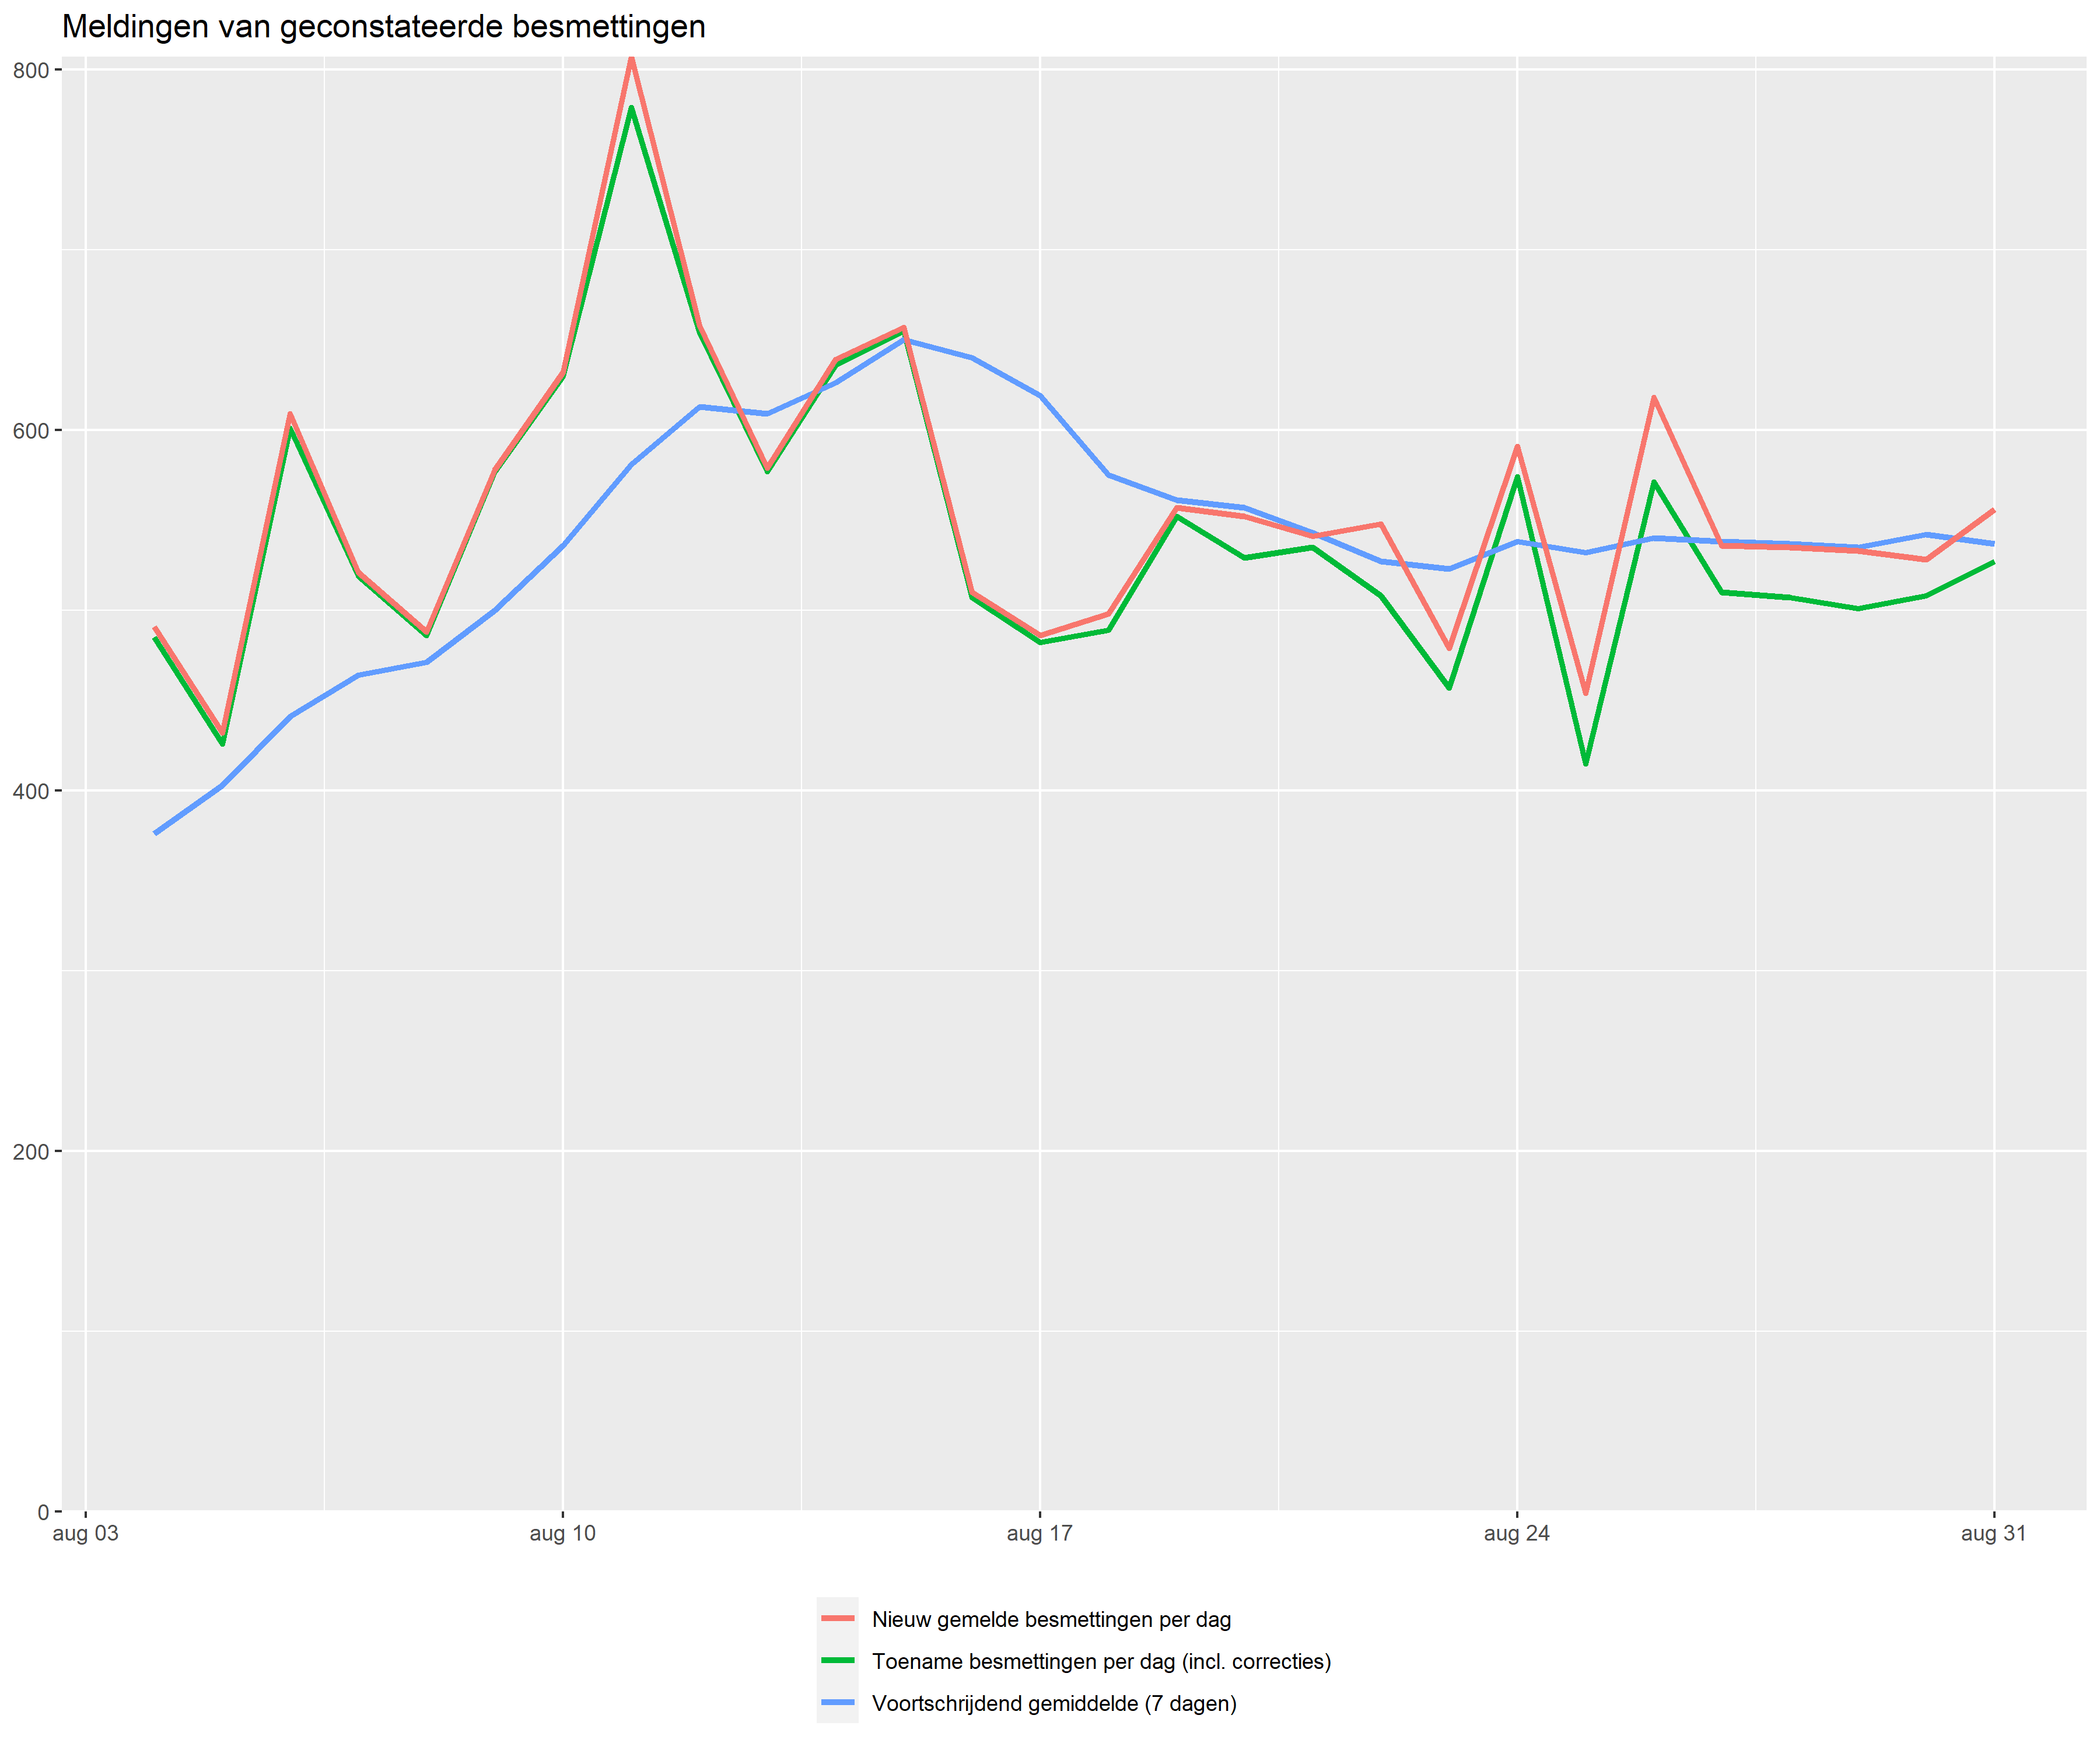 Meldingen van geconstateerde besmettingen
800
600
400
200
0
aug 03
aug 10
aug 17
aug 24
aug 31
Nieuw gemelde besmettingen per dag
Toename besmettingen per dag (incl. correcties)
Voortschrijdend gemiddelde (7 dagen)